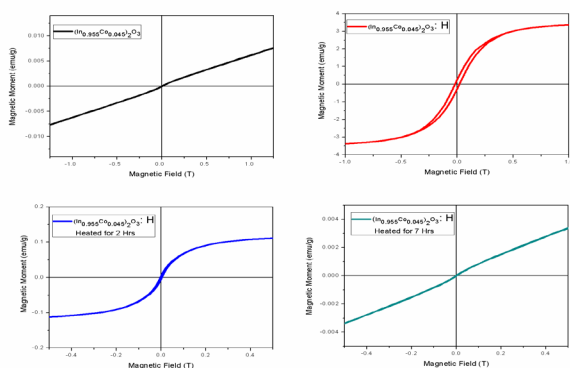 (In0.955Co0.045)2O3
Magnetic Moment (emu/g)
0.010
0.005
0.000
-0.005
-0.010
-1.0 -0.5 0.0 0.5 1.0
Magnetic Field (T)
(In0.955Co0.045)2O3: H
Magnetic Moment (emu/g)
4
3
2
1
0
-1
-2
-3
-4
-1.0 -0.5 0.0 0.5 1.0
Magnetic Field (T)
(In0.955Co0.045)2O3: H
Heated for 2 Hrs
Magnetic Moment (emu/g)
0.2
0.1
0.0
-0.1
-0.2
-0.4 -0.2 0.0 0.2 0.4
Magnetic Field (T)
(In0.955Co0.045)2O3: H
Heated for 7 Hrs
Magnetic Moment (emu/g)
0.004
0.002
0.000
-0.002
-0.004
-0.4 -0.2 0.0 0.2 0.4
Magnetic Field (T)